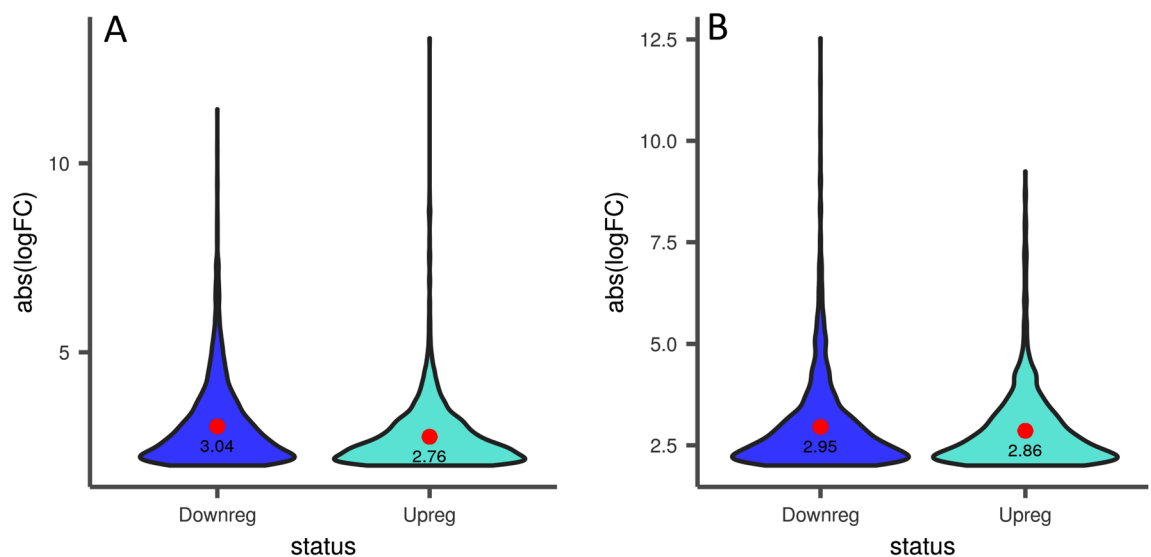 A
10
5
abs(logFC)
3.04
2.76
Downreg
Upreg
status
B
12.5
10.0
7.5
5.0
2.5
abs(logFC)
2.95
2.86
Downreg
Upreg
status